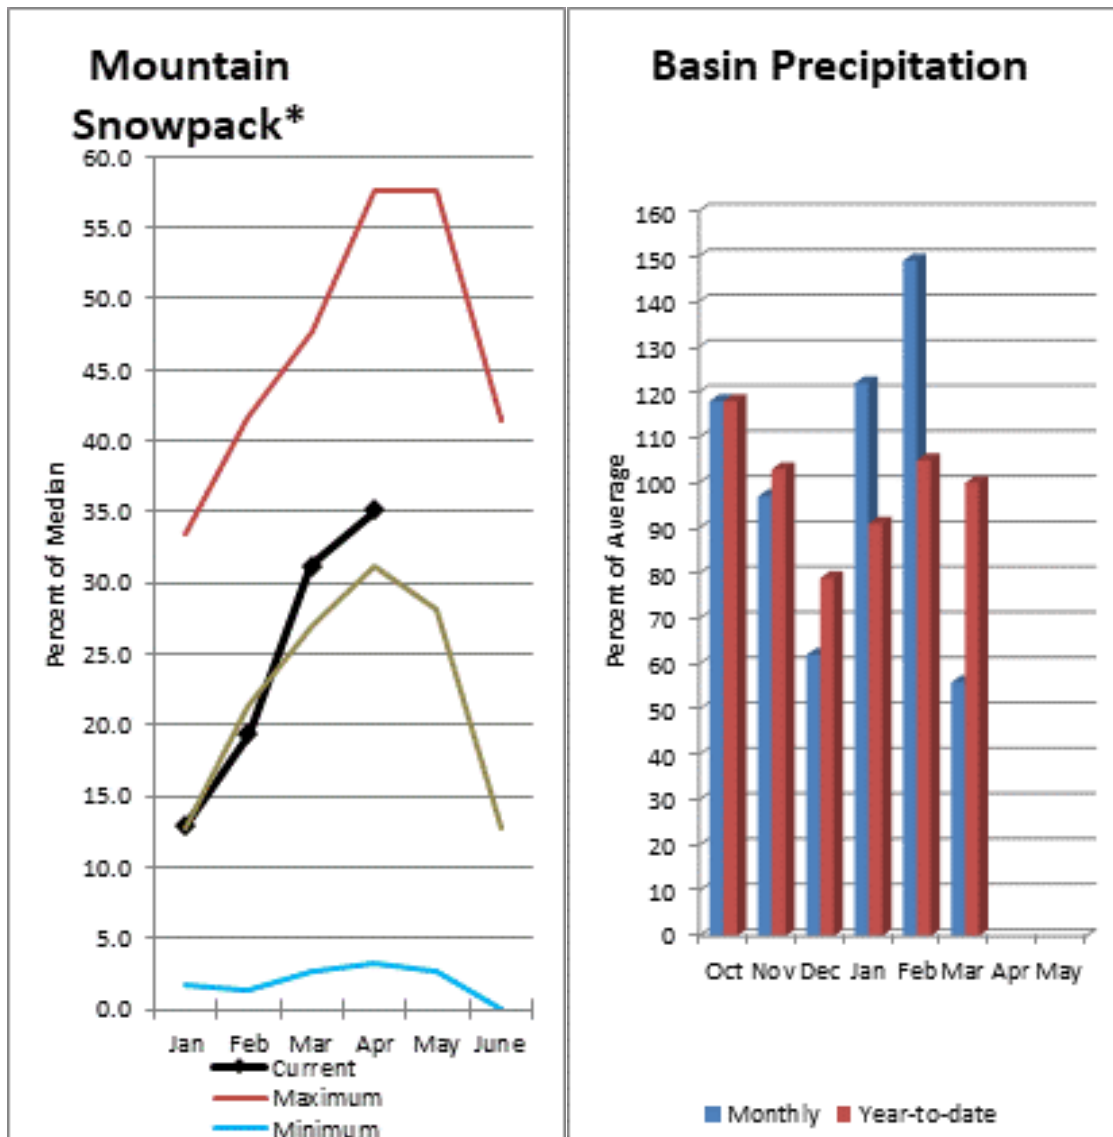 Mountain
Snowpack*
60.0
55.0
50.0
45.0
40.0
35.0
30.0
25.0
20.0
15.0
10.0
5.0
0.0
Percent of Median
Jan Feb Mar Apr May June
Current
Maximum
Minimum
Basin Precipitation
160
150
140
130
120
110
100
90
80
70
60
50
40
30
20
10
0
Percent of Average
Oct Nov Dec Jan Feb Mar Apr May
Monthly Year-to-date